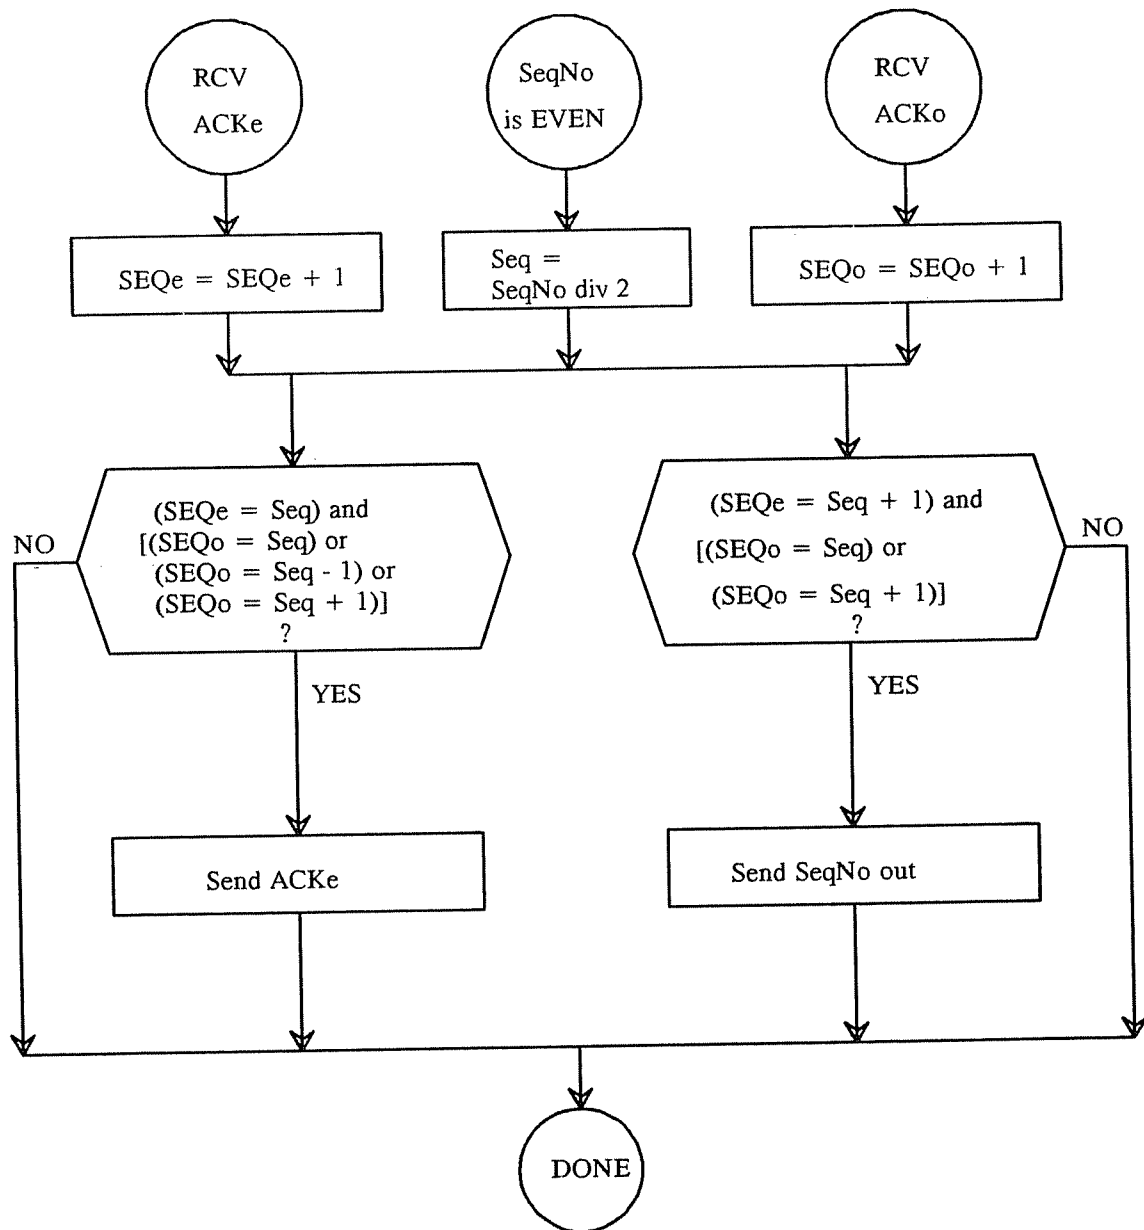 RCV
ACKe
SeqNo
is EVEN
RCV
ACKo
SEQe = SEQe + 1
Seq =
SeqNo div 2
SEQo = SEQo + 1
(SEQe = Seq) and
[(SEQo = Seq) or
(SEQo = Seq - 1) or
(SEQo = Seq + 1)]
?
NO
YES
(SEQe = Seq + 1) and
[(SEQo = Seq) or
(SEQo = Seq + 1)]
?
NO
YES
Send ACKe
Send SeqNo out
DONE